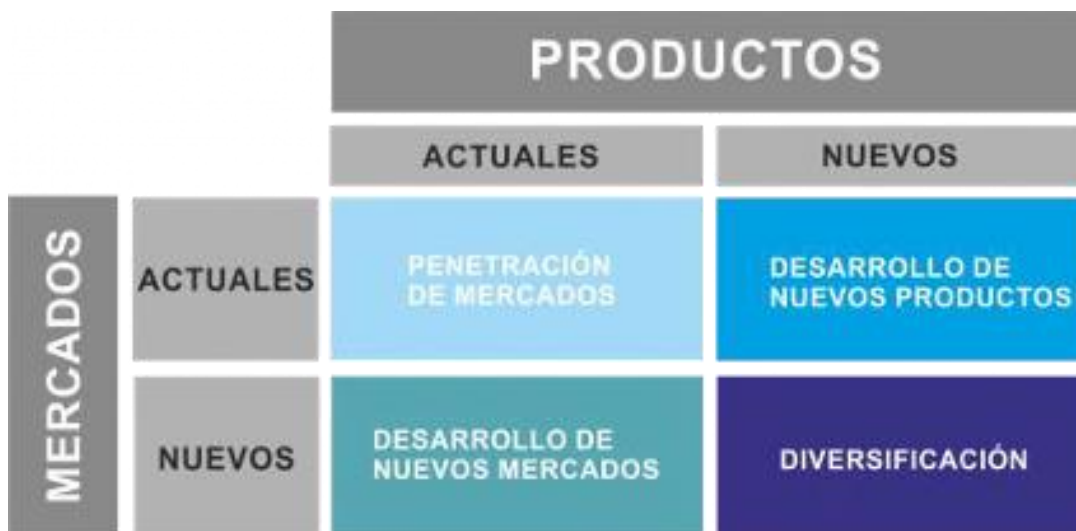 PRODUCTOS
ACTUALES
NUEVOS
MERCADOS
ACTUALES
PENETRACIÓN
DE MERCADOS
DESARROLLO DE
NUEVOS PRODUCTOS
NUEVOS
DESARROLLO DE
NUEVOS MERCADOS
DIVERSIFICACIÓN